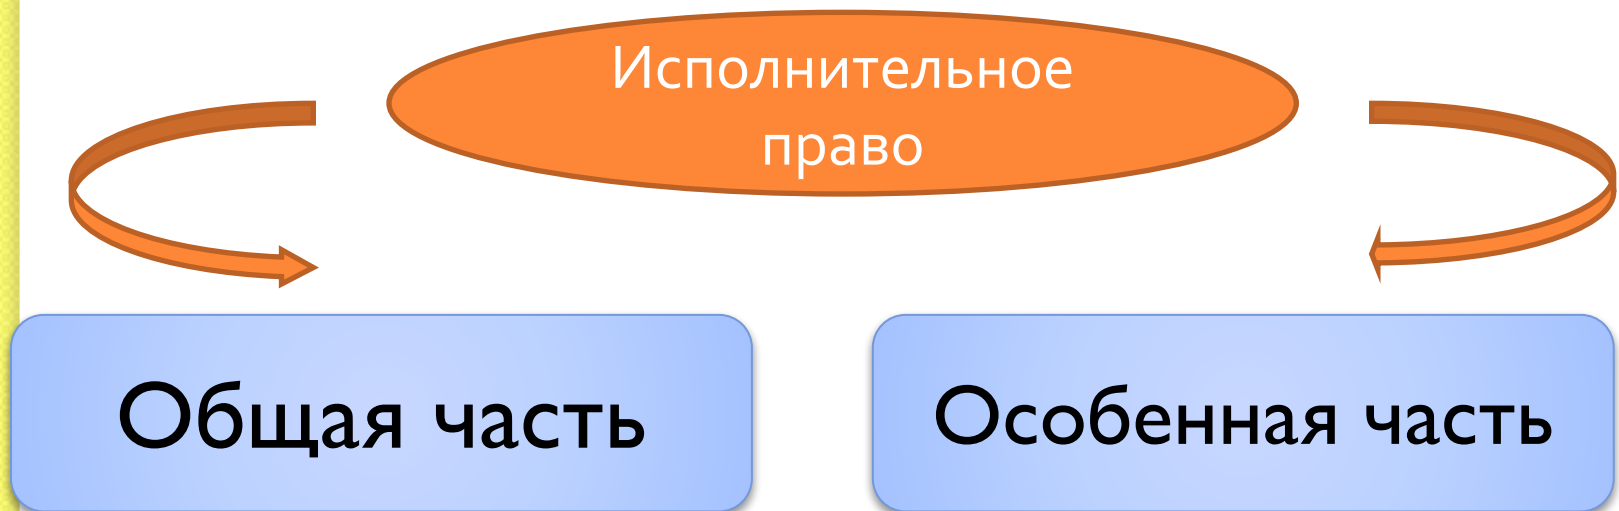 Исполнительное
право
Общая часть
Особенная часть